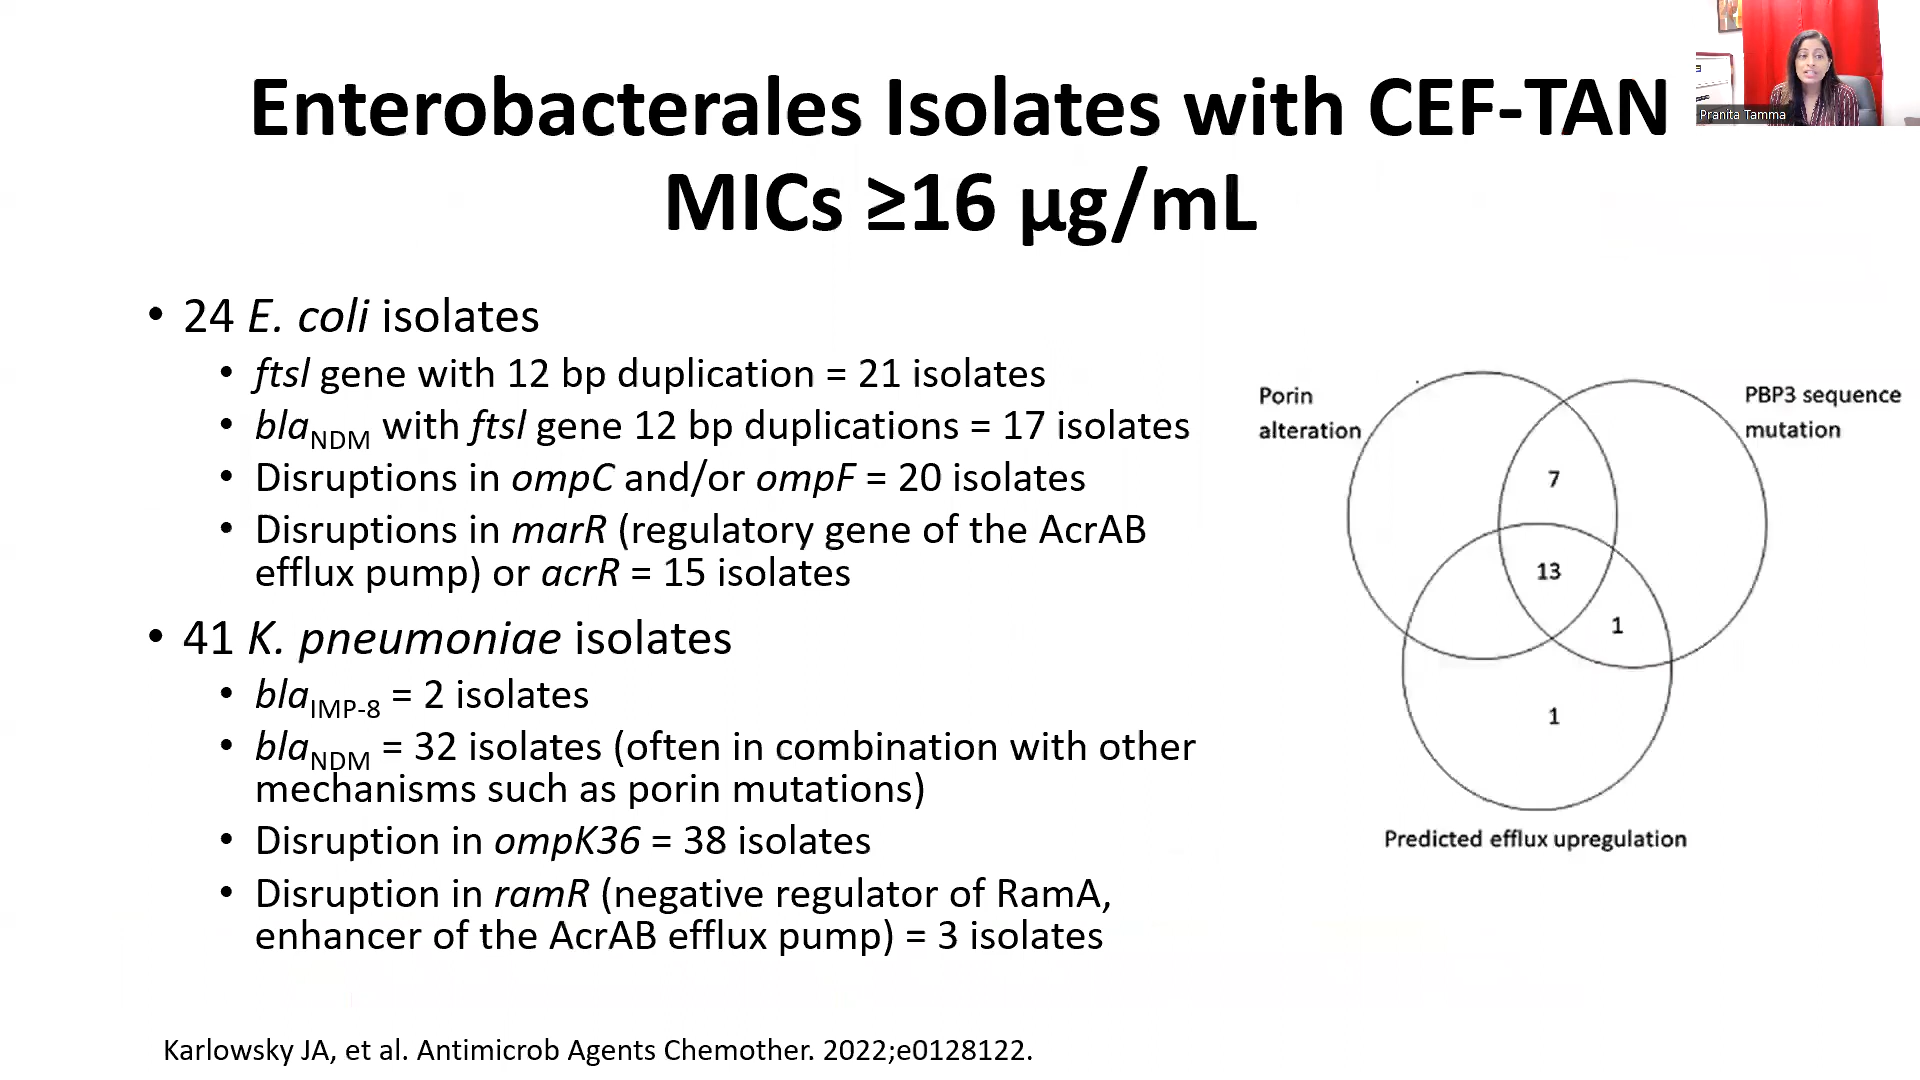 Enterobacterales Isolates with CEF-TAN
MICs ≥16 µg/mL
Pranita Tamma
• 24 E. coli isolates
• ftsl gene with 12 bp duplication = 21 isolates
• blaNDM with ftsl gene 12 bp duplications = 17 isolates
• Disruptions in ompC and/or ompF = 20 isolates
• Disruptions in marR (regulatory gene of the AcrAB
efflux pump) or acrR = 15 isolates
• 41 K. pneumoniae isolates
• blaIMP-8 = 2 isolates
• blaNDM = 32 isolates (often in combination with other
mechanisms such as porin mutations)
• Disruption in ompK36 = 38 isolates
• Disruption in ramR (negative regulator of RamA,
enhancer of the AcrAB efflux pump) = 3 isolates
Porin
alteration
PBP3 sequence
mutation
7
13
1
1
Predicted efflux upregulation
Karlowsky JA, et al. Antimicrob Agents Chemother. 2022;e0128122.